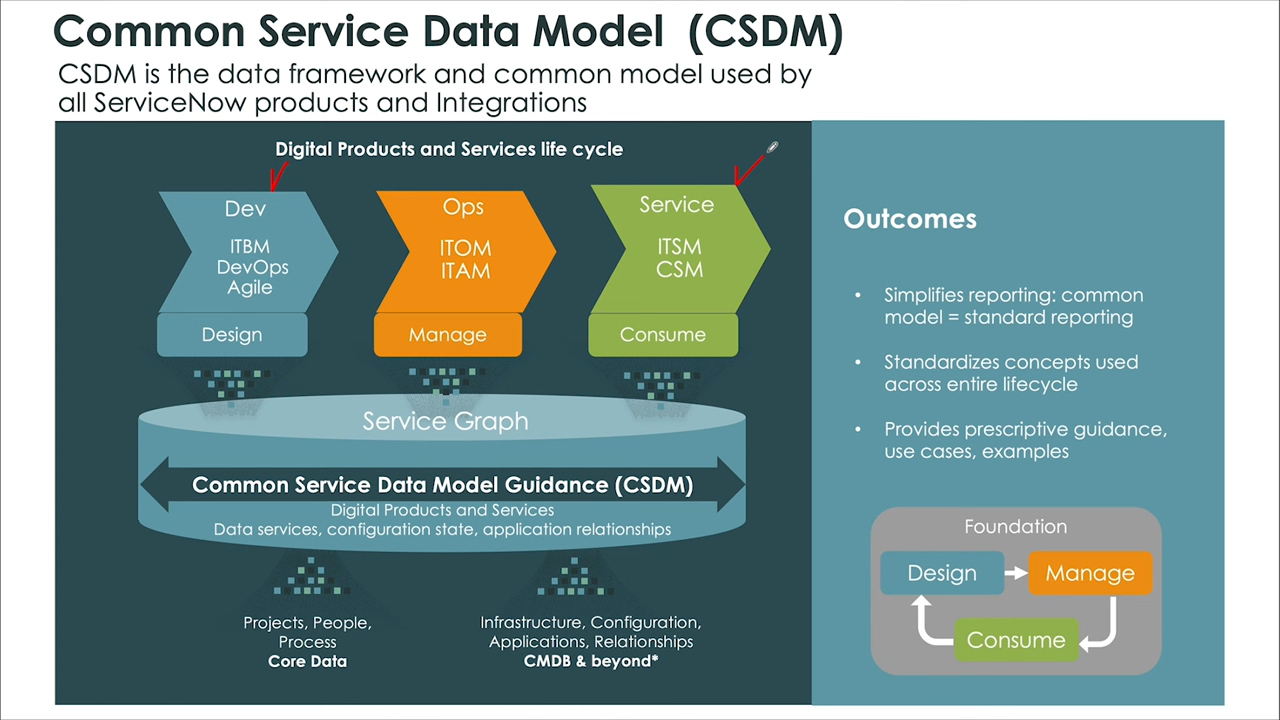 Common Service Data Model  (CSDM)
CSDM is the data framework and common model used by
all ServiceNow products and Integrations
Digital Products and Services life cycle
Dev
ITBM
DevOps
Agile
Design
Ops
ITOM
ITAM
Manage
Service
ITSM
CSM
Consume
Service Graph
Common Service Data Model Guidance (CSDM)
Digital Products and Services
Data services, configuration state, application relationships
Projects, People,
Process
Core Data
Infrastructure, Configuration,
Applications, Relationships
CMDB & beyond*
Outcomes
• Simplifies reporting: common
model = standard reporting
• Standardizes concepts used
across entire lifecycle
• Provides prescriptive guidance,
use cases, examples
Foundation
Design
Manage
Consume